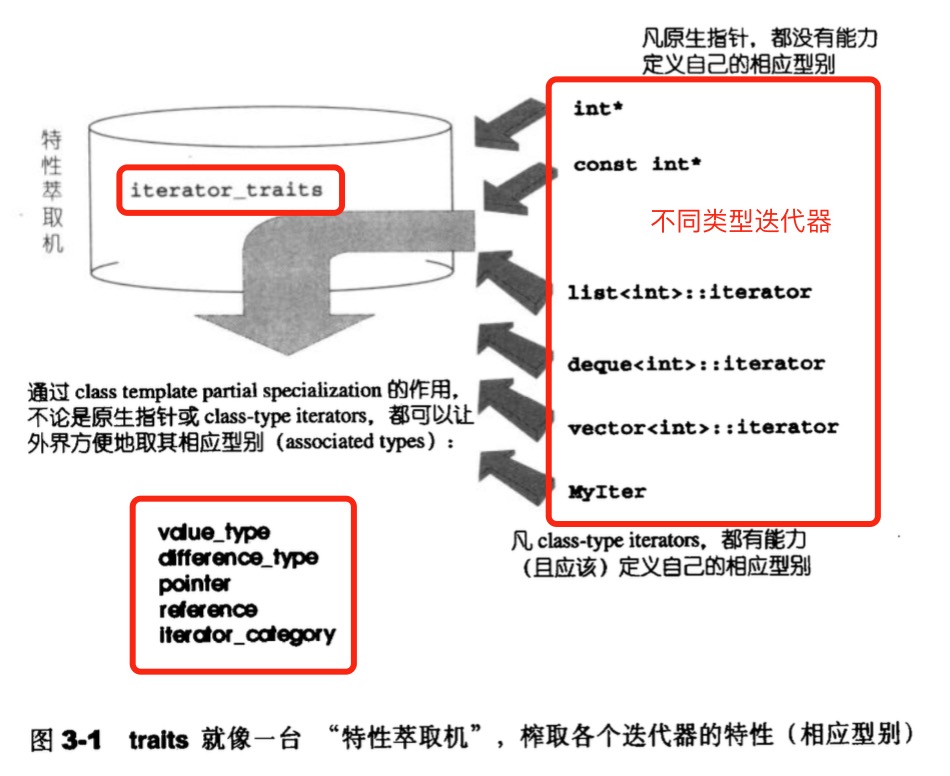 凡原生指针，都没有能力
定义自己的相应型别
int*
const int*
不同类型迭代器
list<int>::iterator
deque<int>::iterator
vector<int>::iterator
MyIter
凡 class-type iterators，都有能力
（且应该）定义自己的相应型别
特性萃取机
iterator_traits
通过 class template partial specialization 的作用，
不论是原生指针或 class-type iterators，都可以让
外界方便地取其相应型别（associated types）：
value_type
difference_type
pointer
reference
iterator_category
图 3-1 traits 就像一台 “特性萃取机”，榨取各个迭代器的特性（相应型别）